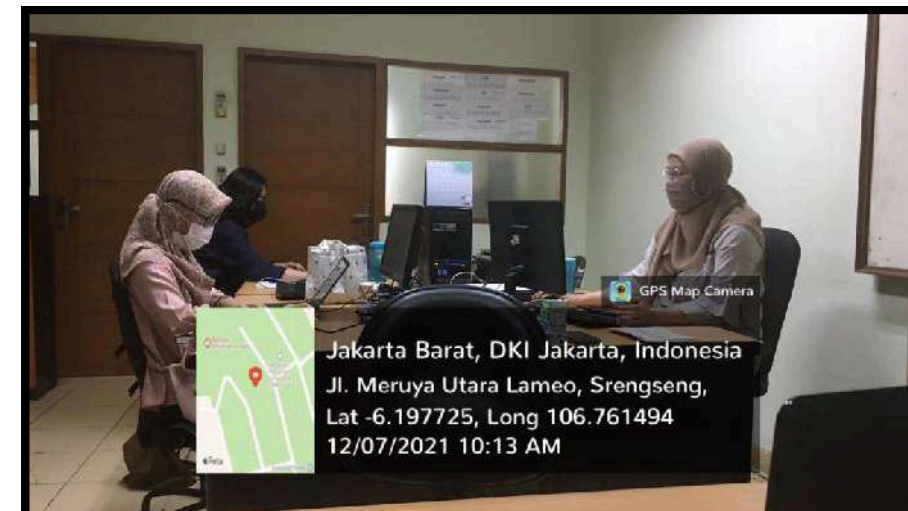 GPS Map Camera
Jakarta Barat, DKI Jakarta, Indonesia
Jl. Meruya Utara Lameo, Srengseng,
Lat -6.197725, Long 106.761494
12/07/2021 10:13 AM